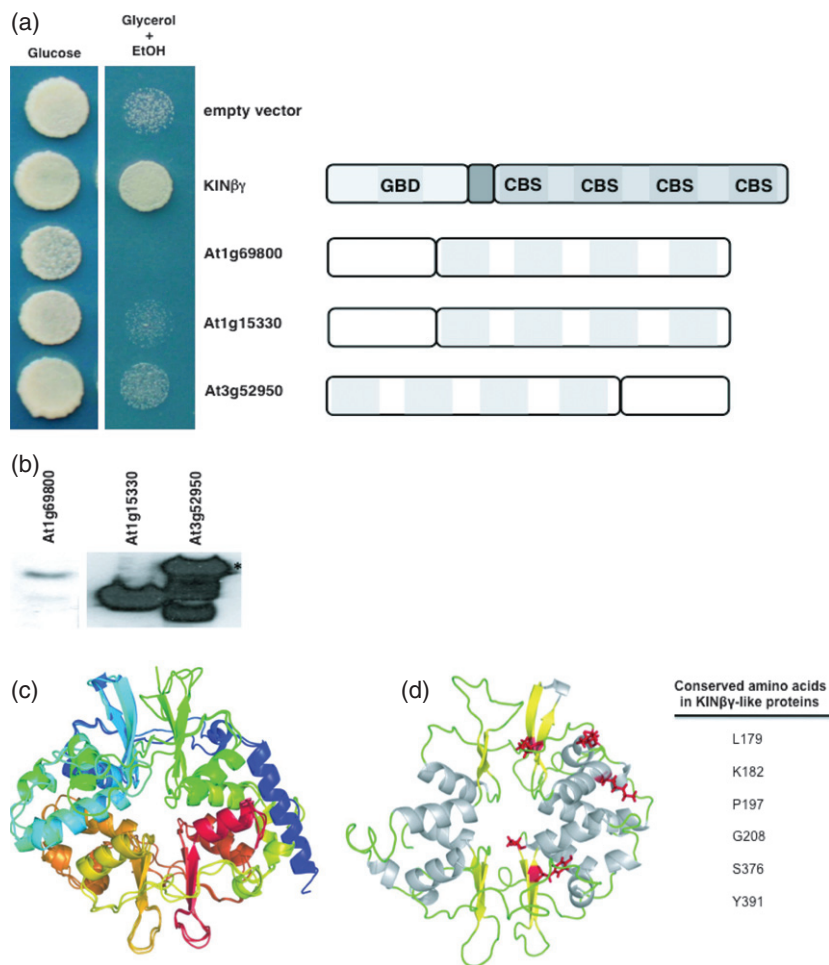 (a)
Glucose
Glycerol
+
EtOH
empty vector
KINβγ
GBD CBS CBS CBS CBS
At1g69800
At1g15330
At3g52950
(b)
At1g69800
At1g15330
At3g52950
*
(c)
(d)
Conserved amino acids
in KINβγ-like proteins
L179
K182
P197
G208
S376
Y391